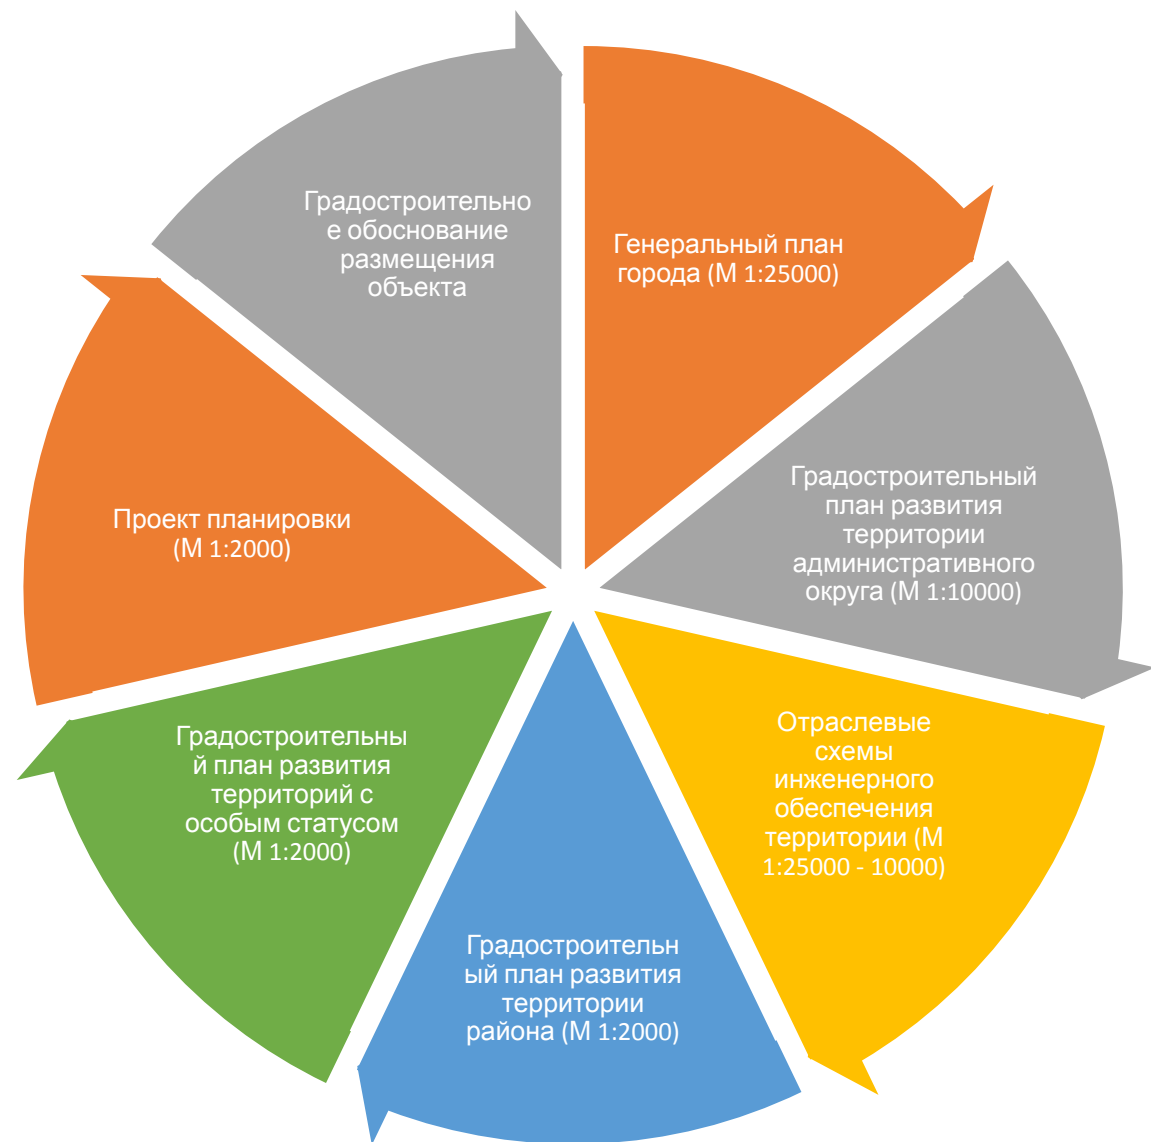 Генеральный план
города (М 1:25000)
Градостроительный
план развития
территории
административного
округа (М 1:10000)
Отраслевые
схемы
инженерного
обеспечения
территории (М
1:25000 - 10000)
Градостроительн
ый план развития
территории
района (М 1:2000)
Градостроительны
й план развития
территорий с
особым статусом
(М 1:2000)
Проект планировки
(М 1:2000)
Градостроительно
е обоснование
размещения
объекта